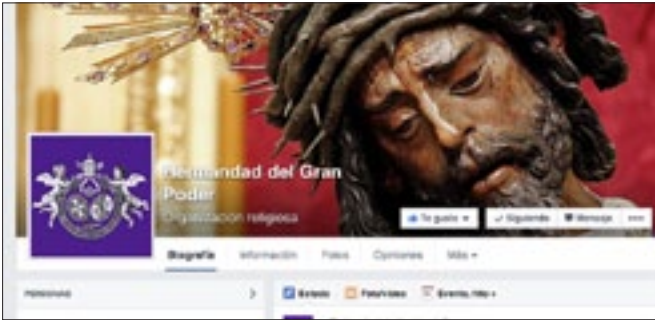 Hermandad del Gran
Poder
Organización religiosa
Te gusta
Siguiendo
Mensaje
Biografía
Información
Fotos
Opiniones
Más
PERSONAS
Estado
Foto/vídeo
Evento, hito +